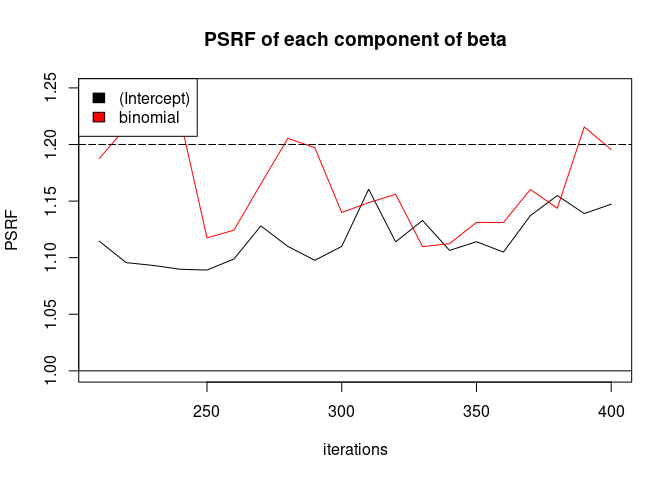 PSRF of each component of beta
(Intercept)
binomial
PSRF
1.25
1.20
1.15
1.10
1.05
1.00
250
300
350
400
iterations